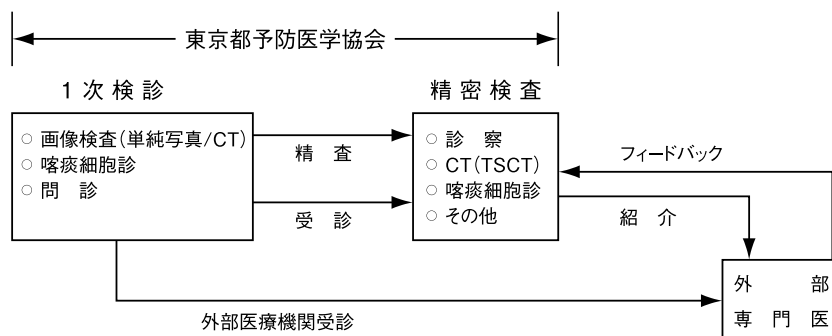 東京都予防医学協会
1次検診
精密検査
○ 画像検査(単純写真/CT)
○ 喀痰細胞診
○ 問 診
精 査
受 診
○ 診 察
○ CT(TSCT)
○ 喀痰細胞診
○ その他
フィードバック
紹 介
外部医療機関受診
外 部
専 門 医